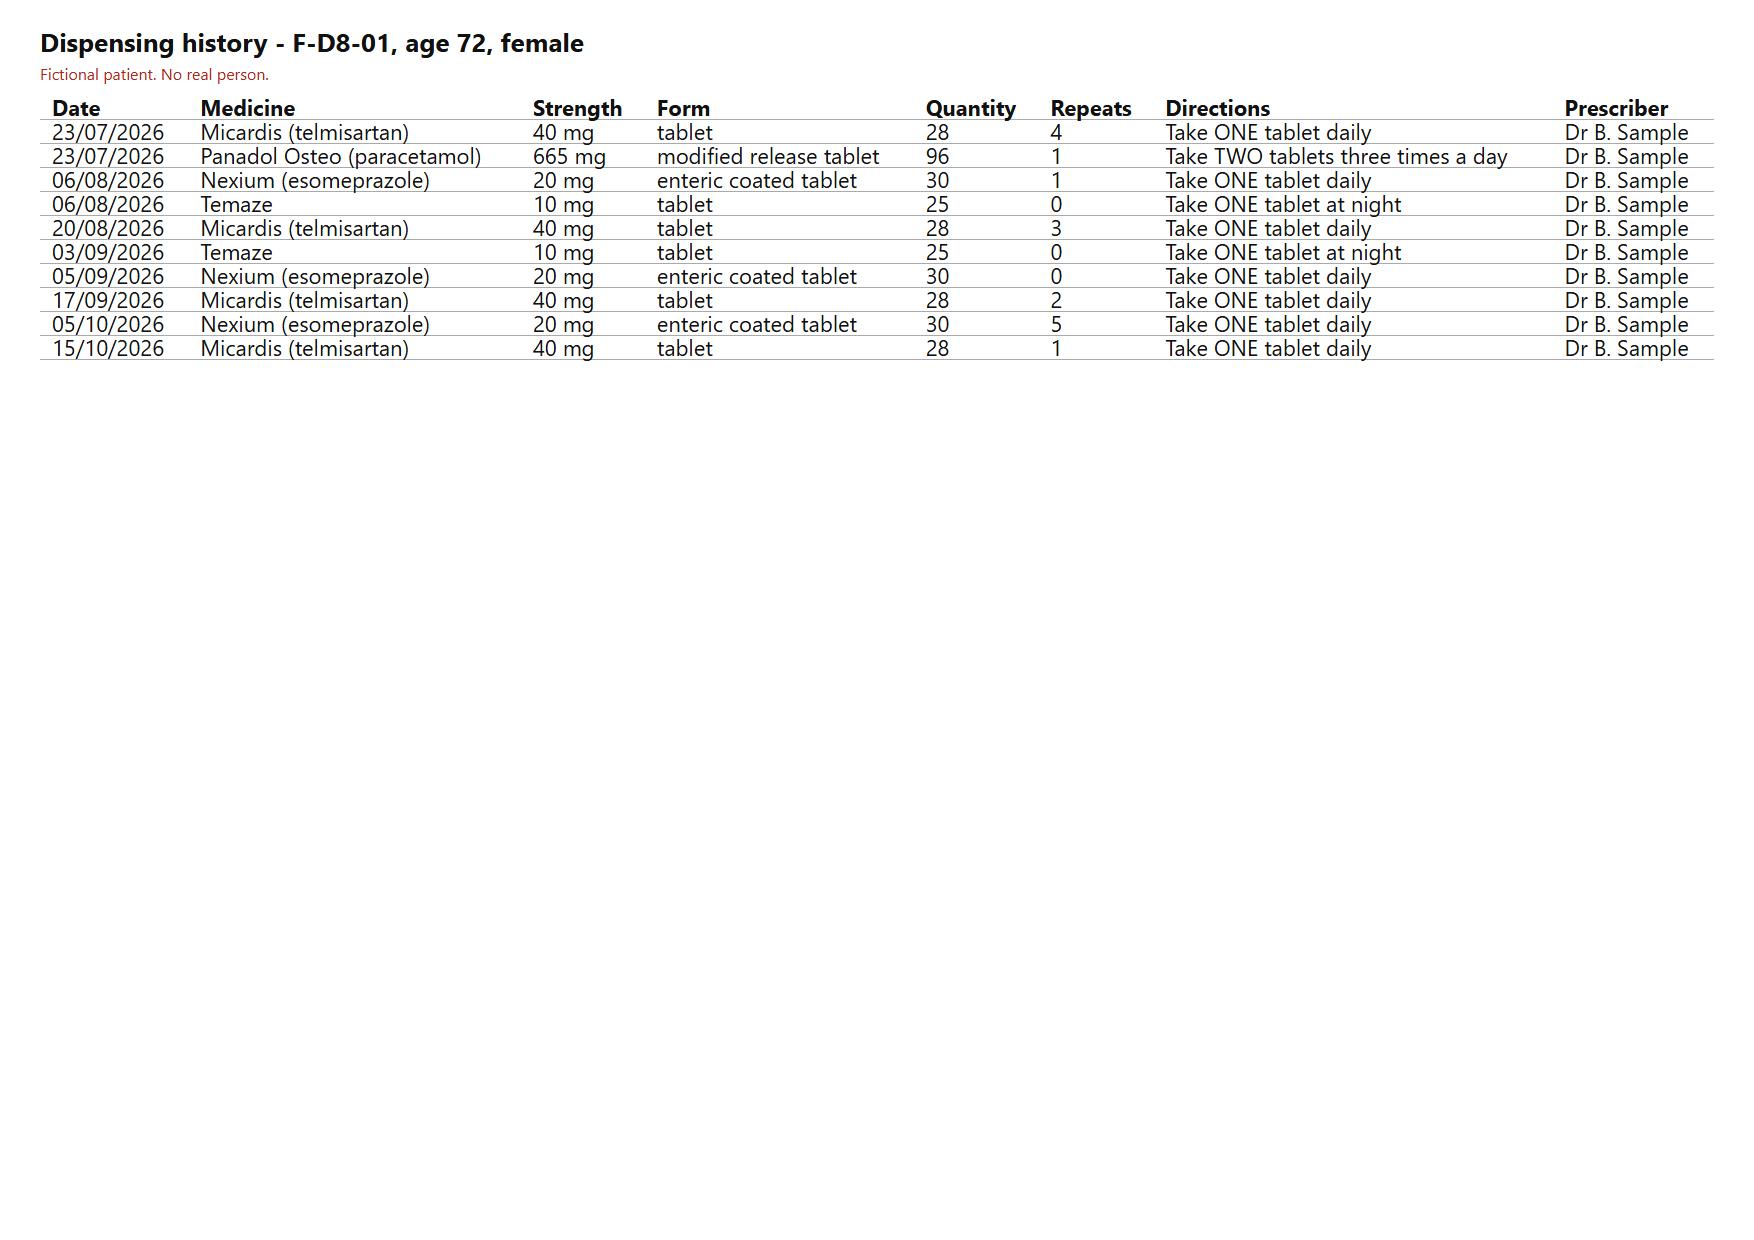 Dispensing history - F-D8-01, age 72, female
Fictional patient. No real person.
Date Medicine Strength Form Quantity Repeats Directions Prescriber
23/07/2026 Micardis (telmisartan) 40 mg tablet 28 4 Take ONE tablet daily Dr B. Sample
23/07/2026 Panadol Osteo (paracetamol) 665 mg modified release tablet 96 1 Take TWO tablets three times a day Dr B. Sample
06/08/2026 Nexium (esomeprazole) 20 mg enteric coated tablet 30 1 Take ONE tablet daily Dr B. Sample
06/08/2026 Temaze 10 mg tablet 25 0 Take ONE tablet at night Dr B. Sample
20/08/2026 Micardis (telmisartan) 40 mg tablet 28 3 Take ONE tablet daily Dr B. Sample
03/09/2026 Temaze 10 mg tablet 25 0 Take ONE tablet at night Dr B. Sample
05/09/2026 Nexium (esomeprazole) 20 mg enteric coated tablet 30 0 Take ONE tablet daily Dr B. Sample
17/09/2026 Micardis (telmisartan) 40 mg tablet 28 2 Take ONE tablet daily Dr B. Sample
05/10/2026 Nexium (esomeprazole) 20 mg enteric coated tablet 30 5 Take ONE tablet daily Dr B. Sample
15/10/2026 Micardis (telmisartan) 40 mg tablet 28 1 Take ONE tablet daily Dr B. Sample